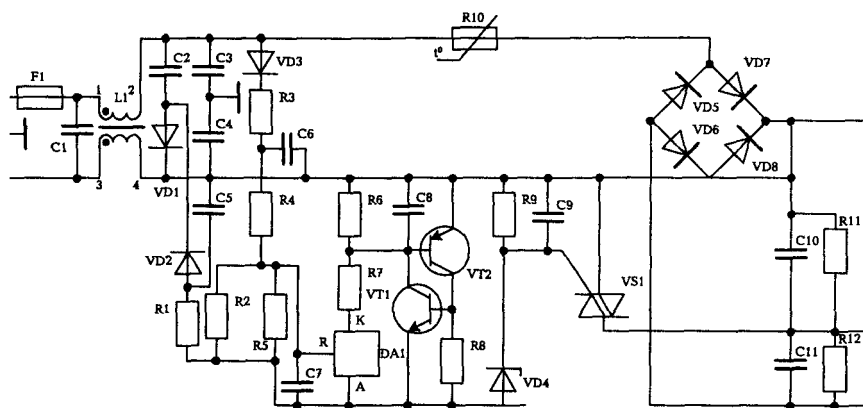 R10
t°
C2
C3
VD3
F1
1
L1
2
R3
VD7
VD5
VD6
C6
C4
C1
3
4
VD1
VD8
C5
R4
R6
C8
R9
C9
R11
VD2
VT2
C10
R7
VT1
VS1
R1
R2
K
R5
R
DA1
R8
C11
R12
A
C7
VD4